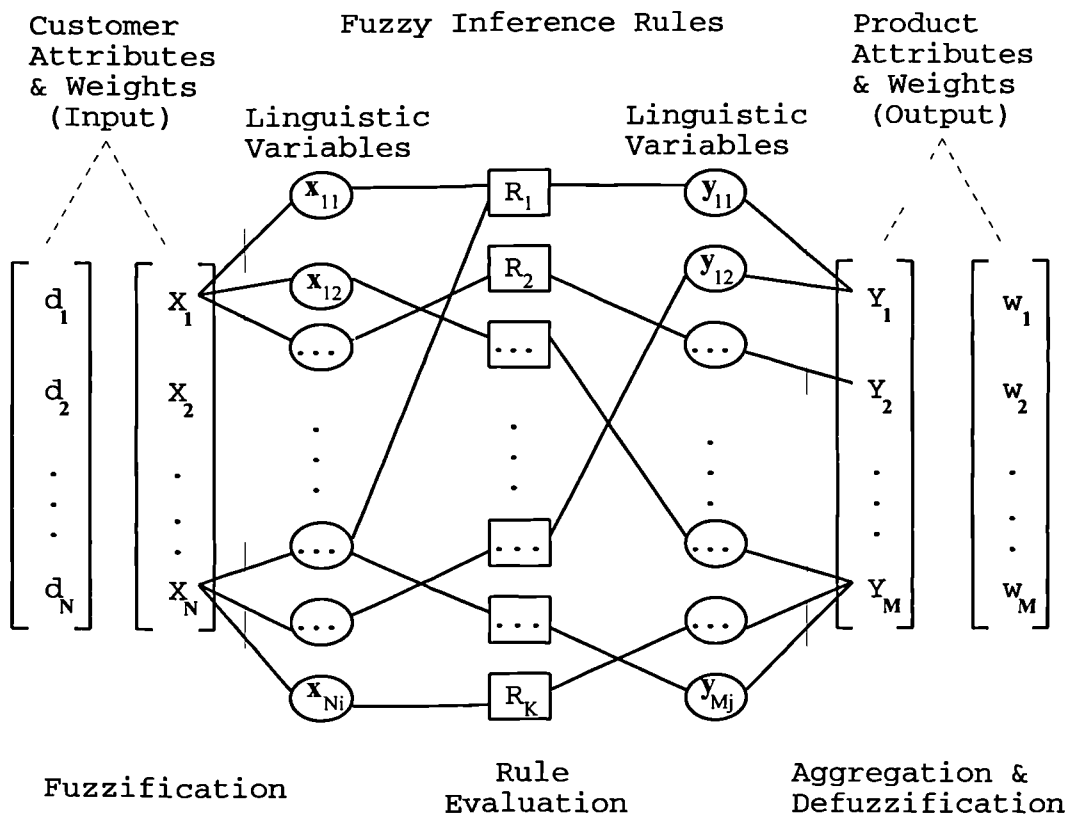 Customer
Attributes
& Weights
(Input)
Fuzzy Inference Rules
Product
Attributes
& Weights
(Output)
Linguistic
Variables
Linguistic
Variables
x11 R1 y11
x12 R2 y12
d1 X1 ... ... ... Y1 w1
d2 X2 Y2 w2
... ... ...
dN XN ... ... ... YM wM
xNi RK yMj
Fuzzification
Rule
Evaluation
Aggregation &
Defuzzification